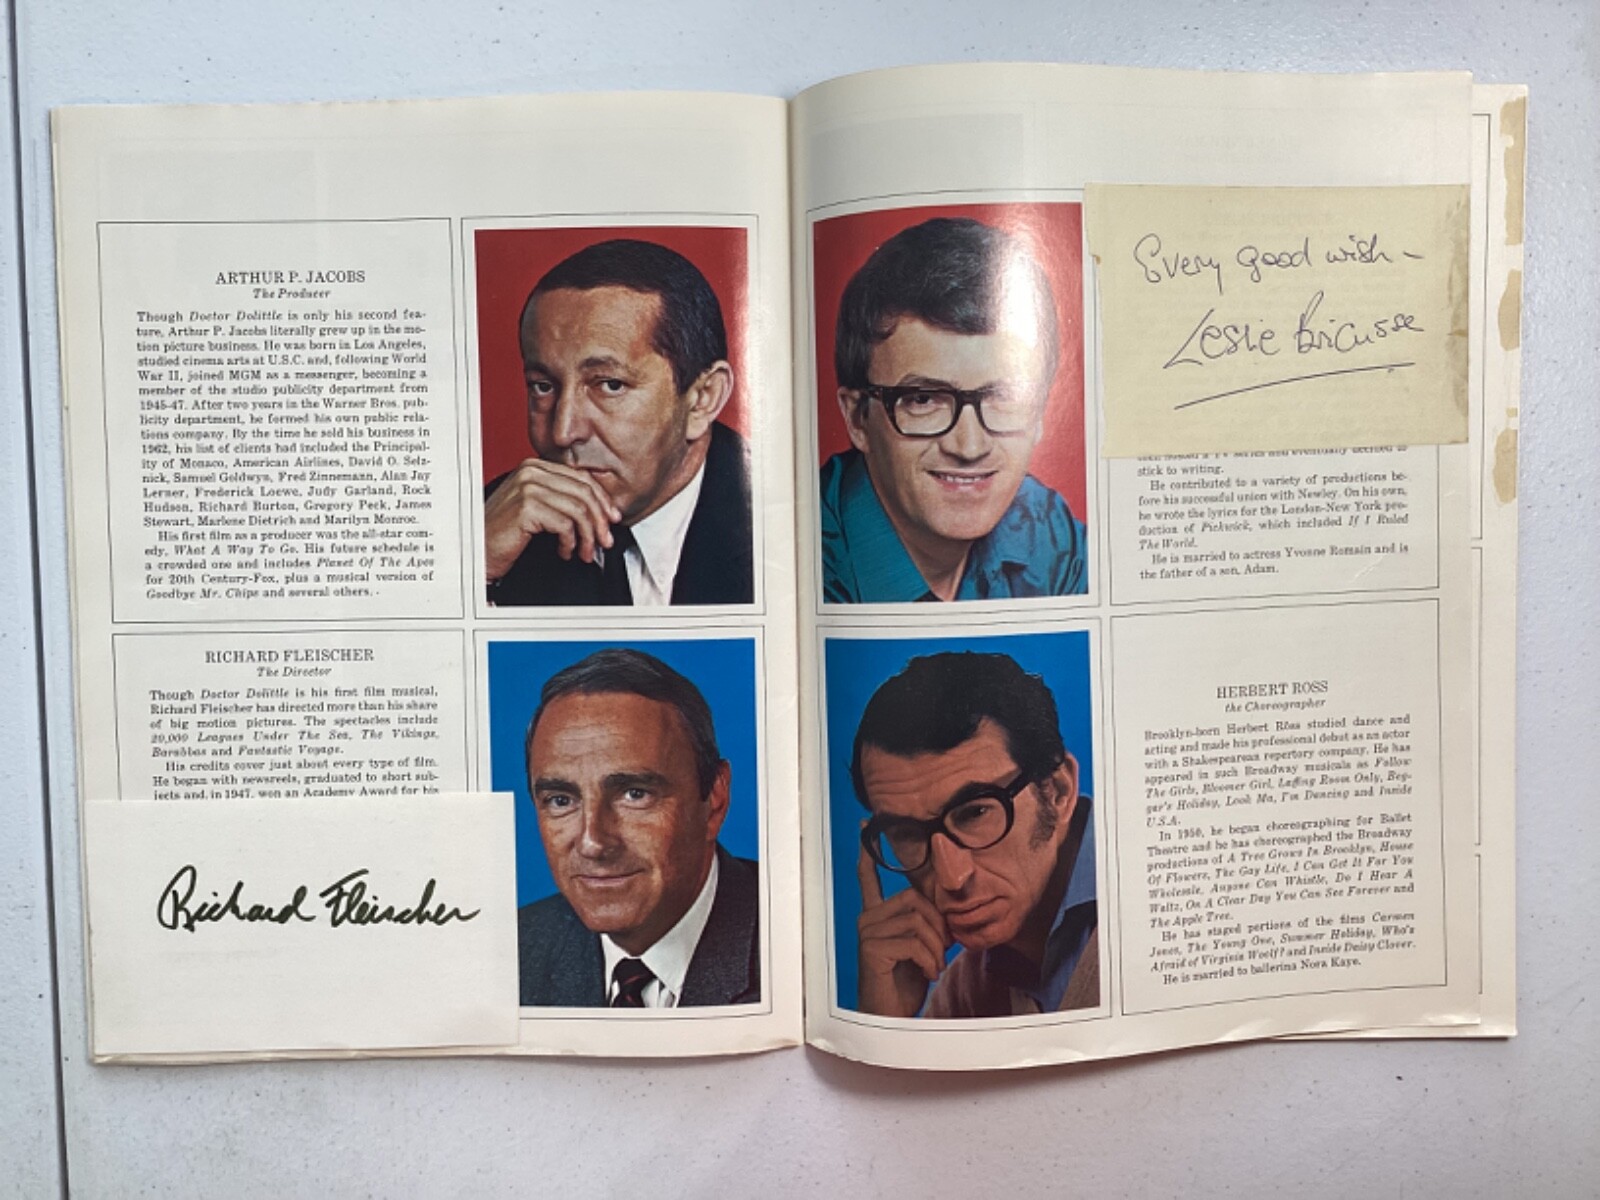 ARTHUR P. JACOBS
The Producer
Though Doctor Dolittle is only his second fea-
ture, Arthur P. Jacobs literally grew up in the mo-
tion picture business. He was born in Los Angeles,
studied cinema arts at U.S.C. and, following World
War II, joined MGM as a messenger, becoming a
member of the studio publicity department from
1945-47. After two years in the Warner Bros. pub-
licity department, he formed his own public rela-
tions company. By the time he sold his business in
1962, his list of clients had included the Principal-
ity of Monaco, American Airlines, David O. Selz-
nick, Samuel Goldwyn, Fred Zinnemann, Alan Jay
Lerner, Frederick Loewe, Judy Garland, Rock
Hudson, Richard Burton, Gregory Peck, James
Stewart, Marlene Dietrich and Marilyn Monroe.
His first film as a producer was the all-star com-
edy, What A Way To Go. His future schedule is
a crowded one and includes Planet Of The Apes
for 20th Century-Fox, plus a musical version of
Goodbye Mr. Chips and several others.
RICHARD FLEISCHER
The Director
Though Doctor Dolittle is his first film musical,
Richard Fleischer has directed more than his share
of big motion pictures. The spectacles include
20,000 Leagues Under The Sea, The Vikings,
Barabbas and Fantastic Voyage.
His credits cover just about every type of film.
He began with newsreels, graduated to short sub-
jects and, in 1947, won an Academy Award for his
Richard Fleischer
Every good wish -
Leslie Bricusse
stick to writing.
He contributed to a variety of productions be-
fore his successful union with Newley. On his own,
he wrote the lyrics for the London-New York pro-
duction of Pickwick, which included If I Ruled
The World.
He is married to actress Yvonne Romain and is
the father of a son, Adam.
HERBERT ROSS
the Choreographer
Brooklyn-born Herbert Ross studied dance and
acting and made his professional debut as an actor
with a Shakespearean repertory company. He has
appeared in such Broadway musicals as Follow
The Girls, Bloomer Girl, Laffing Room Only, Beg-
gar's Holiday, Look Ma, I'm Dancing and Inside
U.S.A.
In 1950, he began choreographing for Ballet
Theatre and he has choreographed the Broadway
productions of A Tree Grows In Brooklyn, House
Of Flowers, The Gay Life, I Can Get It For You
Wholesale, Anyone Can Whistle, Do I Hear A
Waltz, On A Clear Day You Can See Forever and
The Apple Tree.
He has staged portions of the films Carmen
Jones, The Young One, Summer Holiday, Who's
Afraid of Virginia Woolf? and Inside Daisy Clover.
He is married to ballerina Nora Kaye.